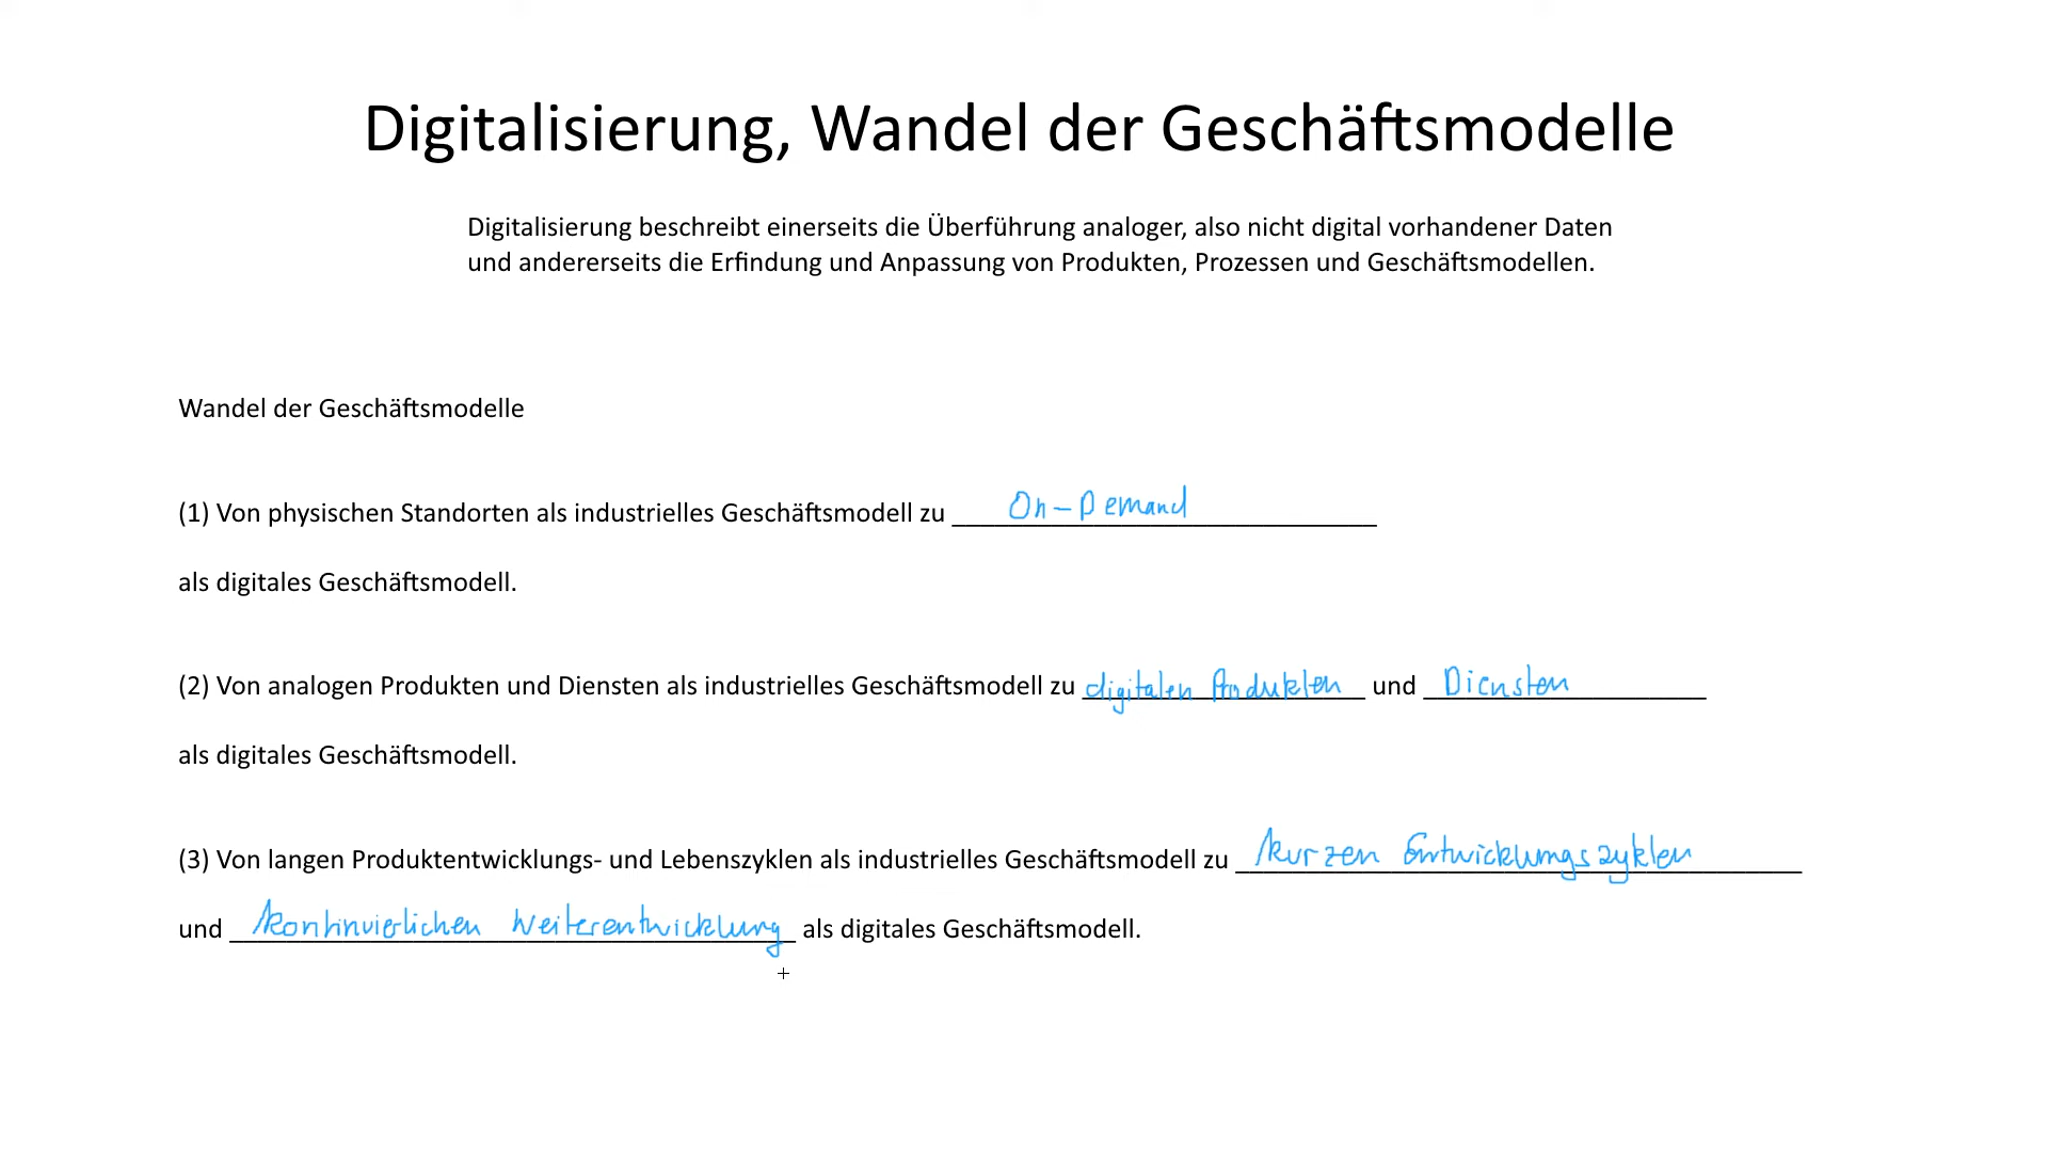 Digitalisierung, Wandel der Geschäftsmodelle
Digitalisierung beschreibt einerseits die Überführung analoger, also nicht digital vorhandener Daten
und andererseits die Erfindung und Anpassung von Produkten, Prozessen und Geschäftsmodellen.
Wandel der Geschäftsmodelle
(1) Von physischen Standorten als industrielles Geschäftsmodell zu On-Demand
als digitales Geschäftsmodell.
(2) Von analogen Produkten und Diensten als industrielles Geschäftsmodell zu digitalen Produkten und Diensten
als digitales Geschäftsmodell.
(3) Von langen Produktentwicklungs- und Lebenszyklen als industrielles Geschäftsmodell zu kurzen Entwicklungszyklen
und kontinuierlichen Weiterentwicklung als digitales Geschäftsmodell.